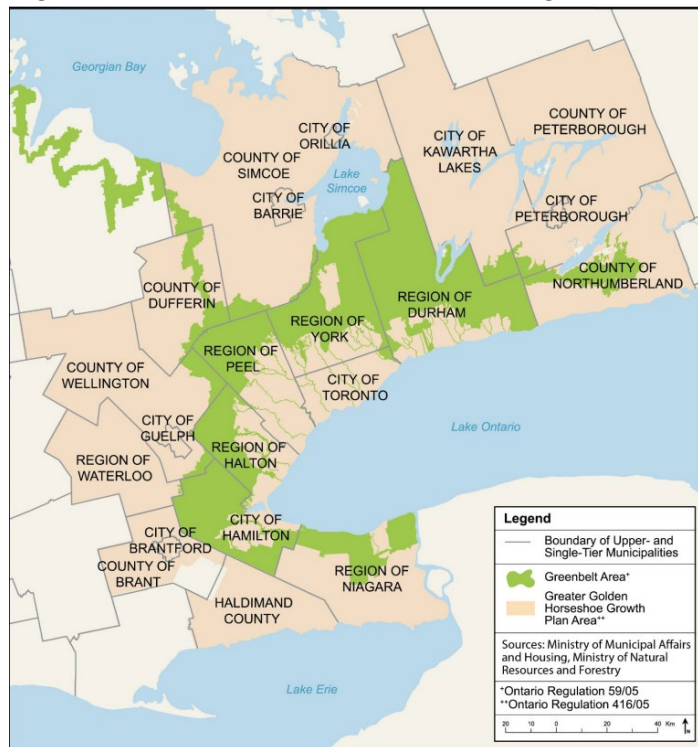 Georgian Bay
CITY OF
ORILLIA
COUNTY OF
SIMCOE
Lake
Simcoe
CITY OF
BARRIE
CITY OF
KAWARTHA
LAKES
COUNTY OF
PETERBOROUGH
CITY OF
PETERBOROUGH
COUNTY OF
NORTHUMBERLAND
COUNTY OF
DUFFERIN
REGION OF
DURHAM
REGION OF
YORK
REGION OF
PEEL
COUNTY OF
WELLINGTON
CITY OF
TORONTO
CITY OF
GUELPH
Lake Ontario
REGION OF
HALTON
REGION OF
WATERLOO
CITY OF
HAMILTON
CITY OF
BRANTFORD
COUNTY OF
BRANT
REGION OF
NIAGARA
HALDIMAND
COUNTY
Lake Erie
Legend
Boundary of Upper- and
Single-Tier Municipalities
Greenbelt Area+
Greater Golden
Horseshoe Growth
Plan Area++
Sources: Ministry of Municipal Affairs
and Housing, Ministry of Natural
Resources and Forestry
+Ontario Regulation 59/05
++Ontario Regulation 416/05
20 10 0 20 40 Km
N